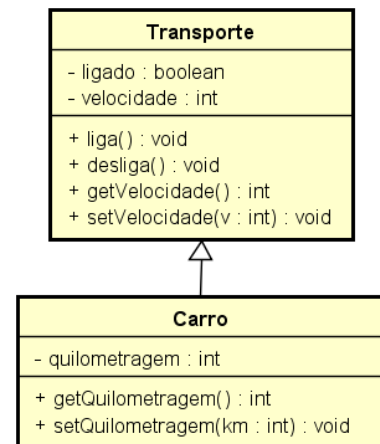 Transporte
- ligado : boolean
- velocidade : int
+ liga() : void
+ desliga() : void
+ getVelocidade() : int
+ setVelocidade(v : int) : void
Carro
- quilometragem : int
+ getQuilometragem() : int
+ setQuilometragem(km : int) : void